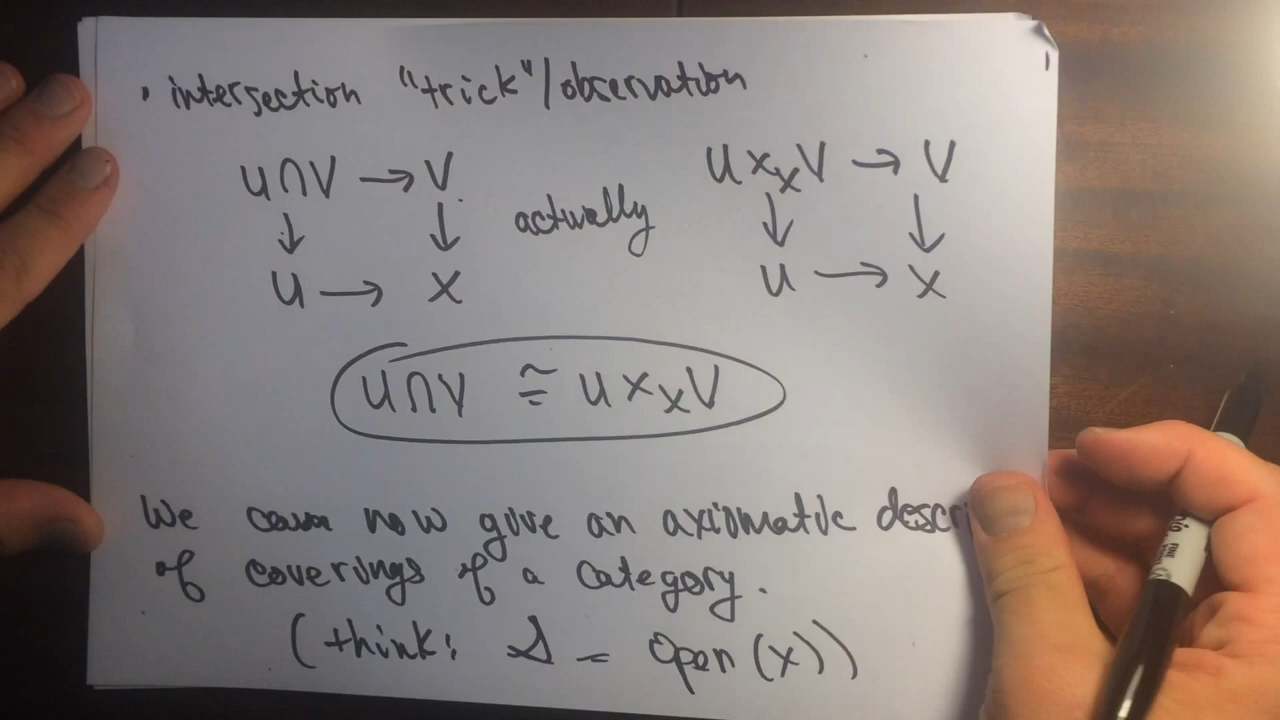 • intersection "trick"/observation
U∩V → V actually U×ₓV → V
↓ ↓ ↓ ↓
U → X U → X
U∩V ≅ U×ₓV
We can now give an axiomatic descri
of coverings of a category.
(think: = Open(X))
FINE